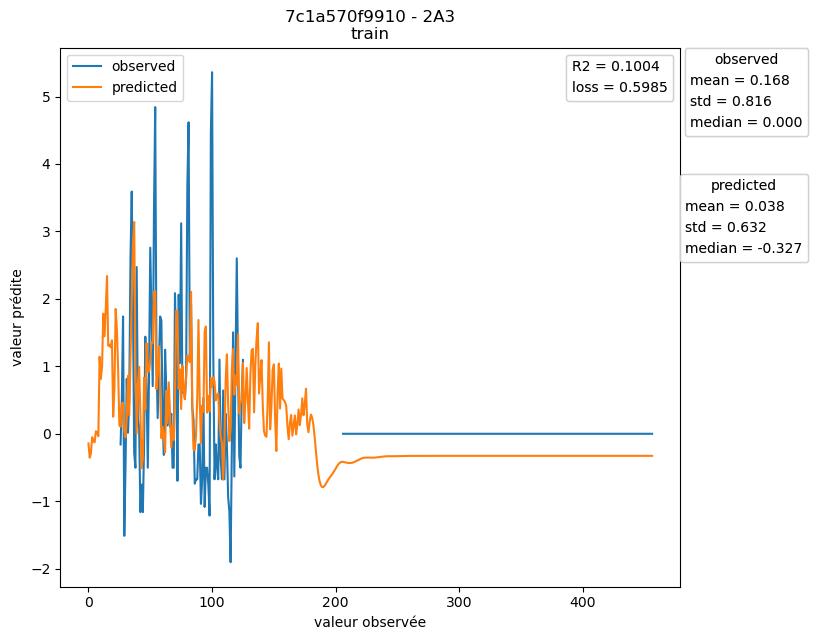 7c1a570f9910 - 2A3
train
observed
predicted
R2 = 0.1004
loss = 0.5985
observed
mean = 0.168
std = 0.816
median = 0.000
predicted
mean = 0.038
std = 0.632
median = -0.327
valeur prédite
5
4
3
2
1
0
−1
−2
0
100
200
300
400
valeur observée